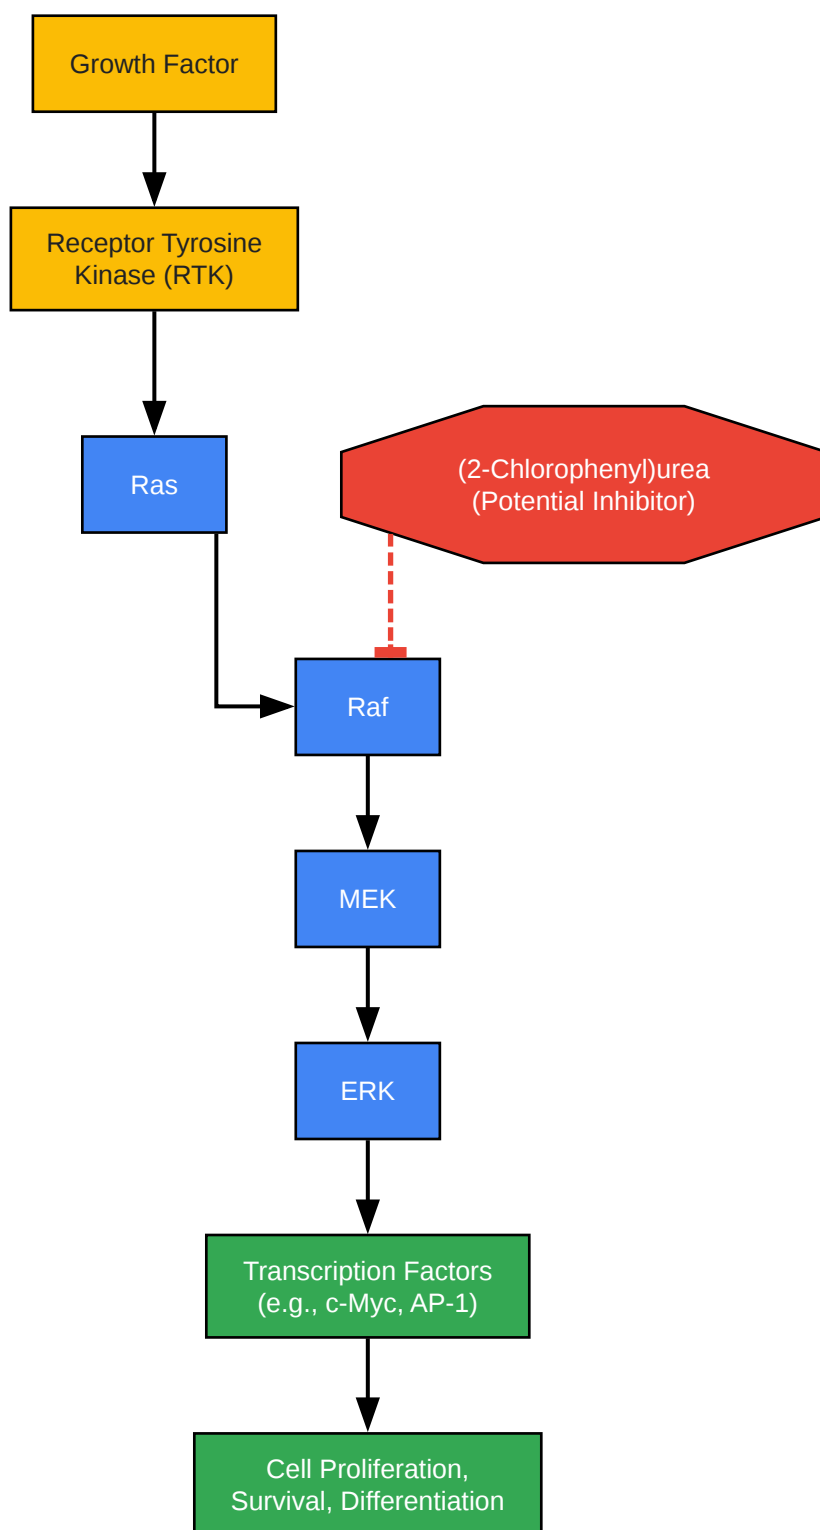 Growth Factor
Receptor Tyrosine
Kinase (RTK)
Ras
(2-Chlorophenyl)urea
(Potential Inhibitor)
Raf
MEK
ERK
Transcription Factors
(e.g., c-Myc, AP-1)
Cell Proliferation,
Survival, Differentiation